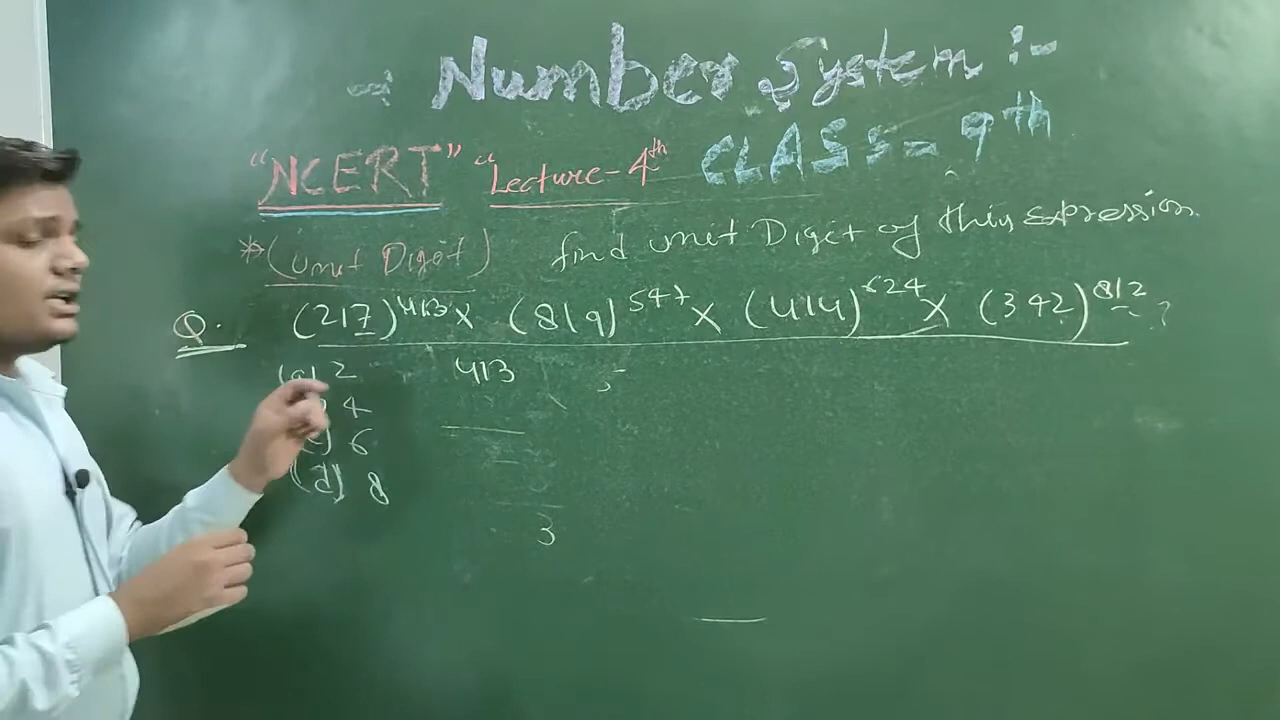 → Number System :-
"NCERT" "Lecture-4th CLASS = 9th
*(Unit Digit) find unit Digit of this Expression
Q. (217)^413 x (819)^547 x (414)^624 x (342)^812 ?
(a) 2 413
4
(c) 6
(d) 8
3